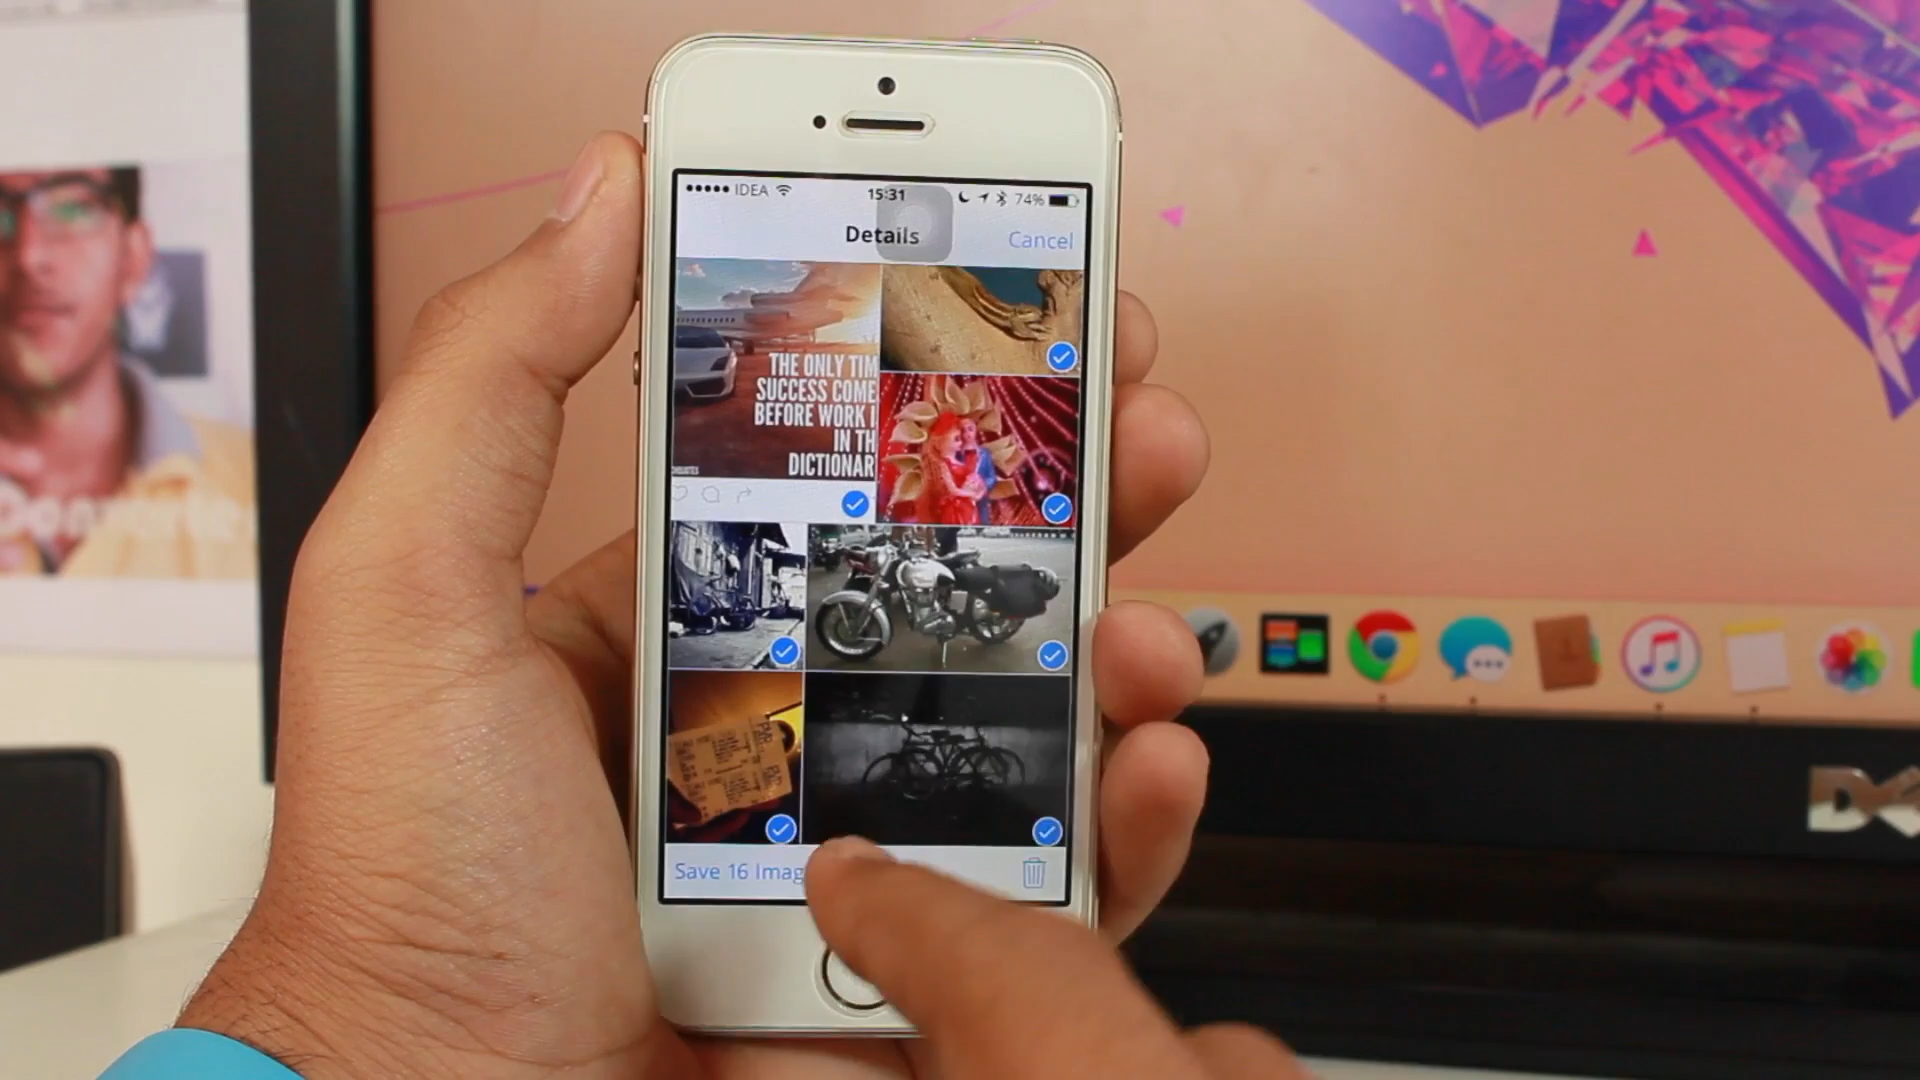 IDEA 15:31 74%
Details Cancel
THE ONLY TIM
SUCCESS COME
BEFORE WORK I
IN TH
DICTIONAR
Save 16 Imag